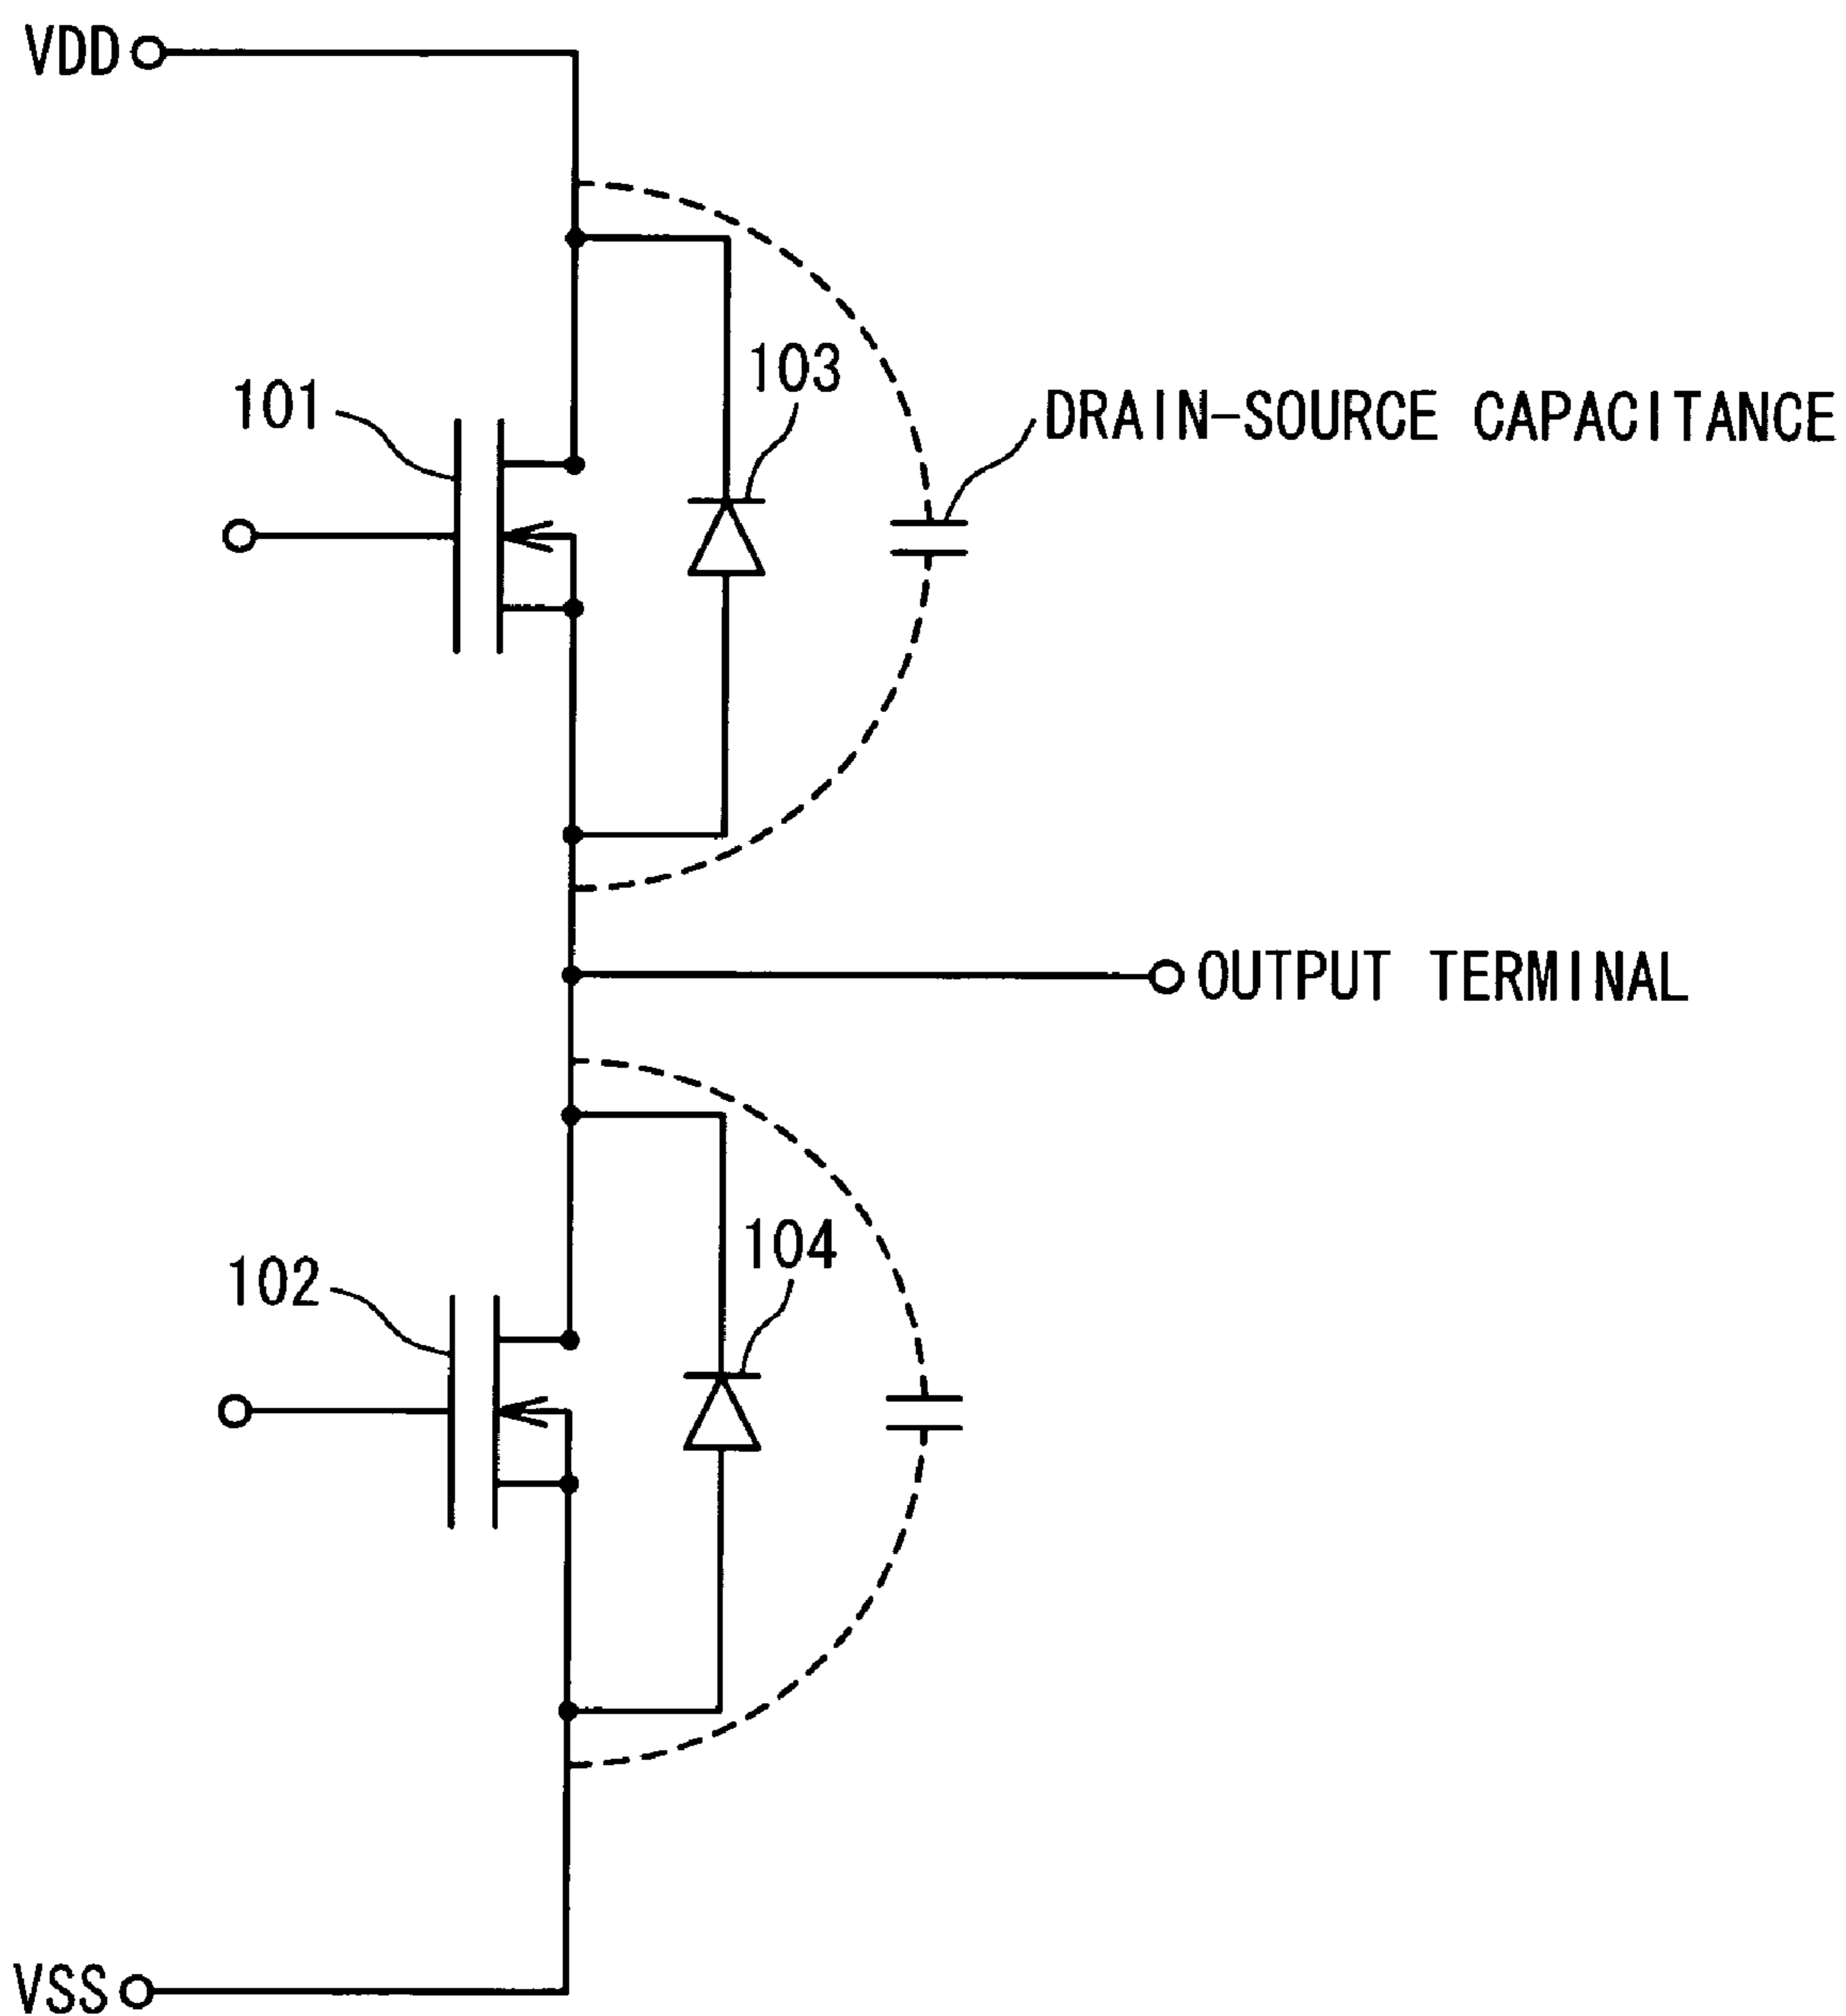 VDD
103
101
DRAIN-SOURCE CAPACITANCE
OUTPUT TERMINAL
104
102
VSS